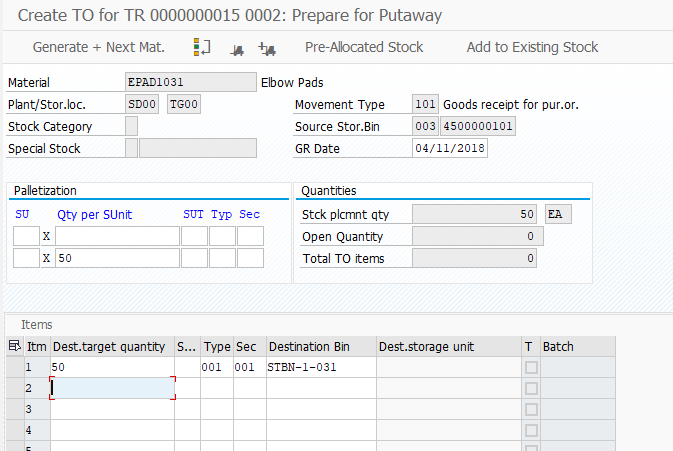 Create TO for TR 0000000015 0002: Prepare for Putaway
Generate + Next Mat. Pre-Allocated Stock Add to Existing Stock
Material EPAD1031 Elbow Pads
Plant/Stor.loc. SD00 TG00 Movement Type 101 Goods receipt for pur.or.
Stock Category Source Stor.Bin 003 4500000101
Special Stock GR Date 04/11/2018
Palletization Quantities
SU Qty per SUnit SUT Typ Sec Stck plcmnt qty 50 EA
X Open Quantity 0
X 50 Total TO items 0
Items
Itm Dest.target quantity S... Type Sec Destination Bin Dest.storage unit T Batch
1 50 001 001 STBN-1-031
2
3
4
5